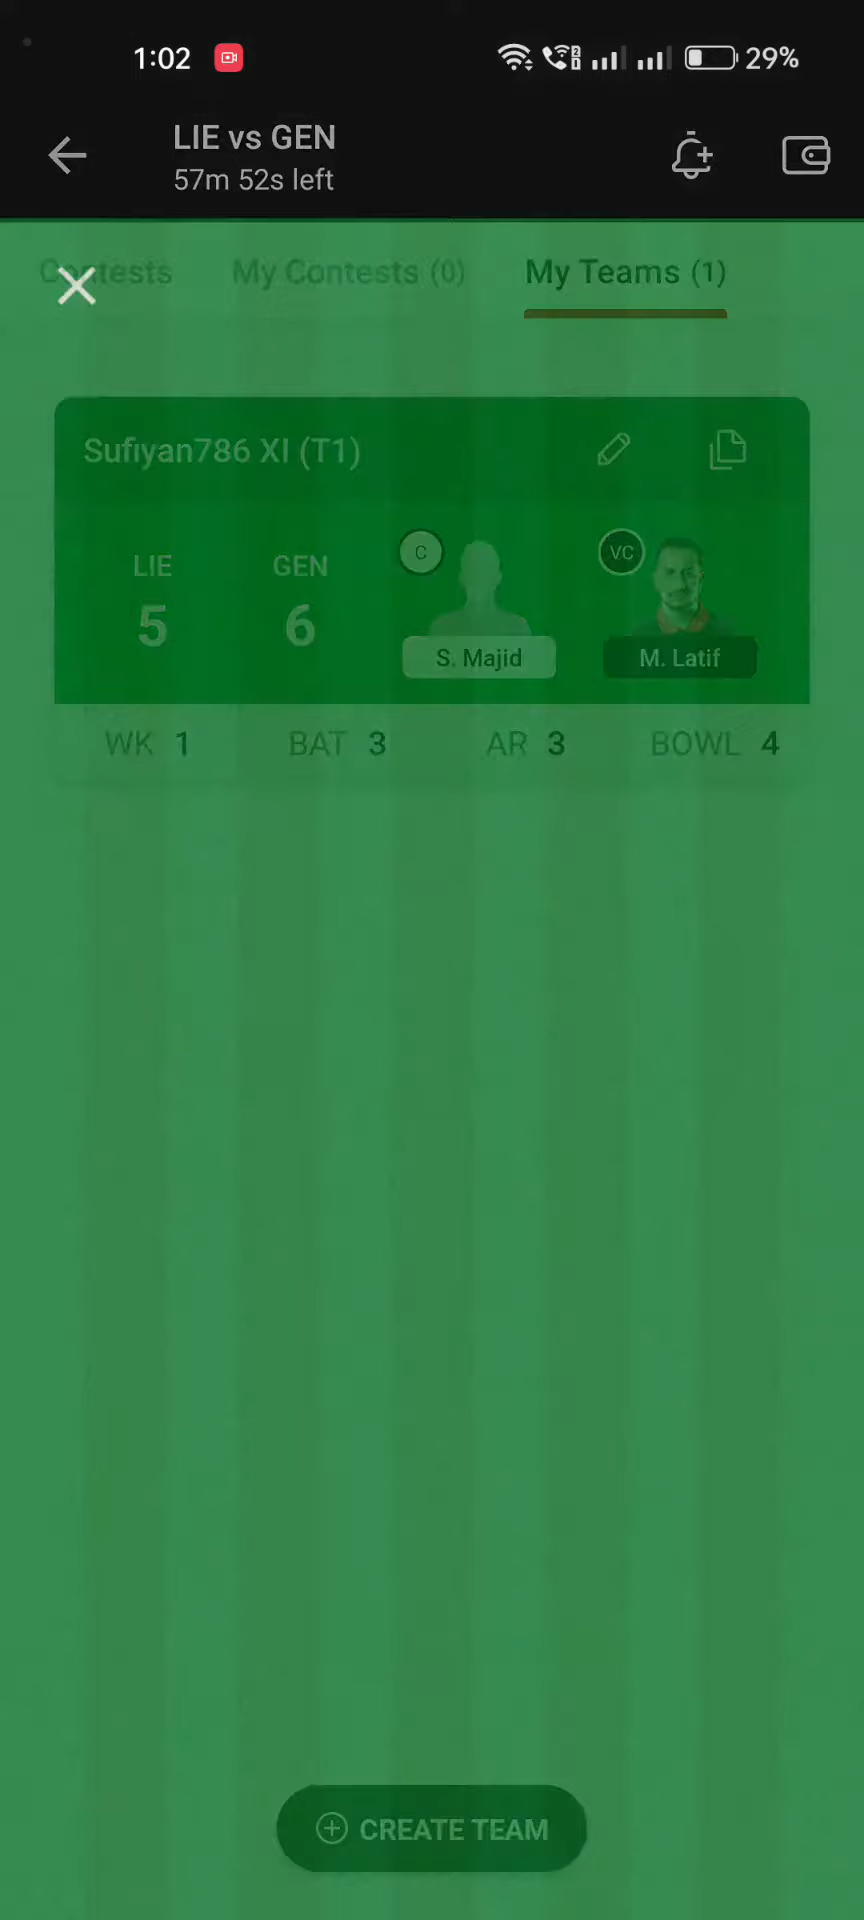 1:02
29%
LIE vs GEN
57m 52s left
Contests My Contests (0) My Teams (1)
Sufiyan786 XI (T1)
C VC
LIE GEN
5 6
S. Majid M. Latif
WK 1 BAT 3 AR 3 BOWL 4
CREATE TEAM